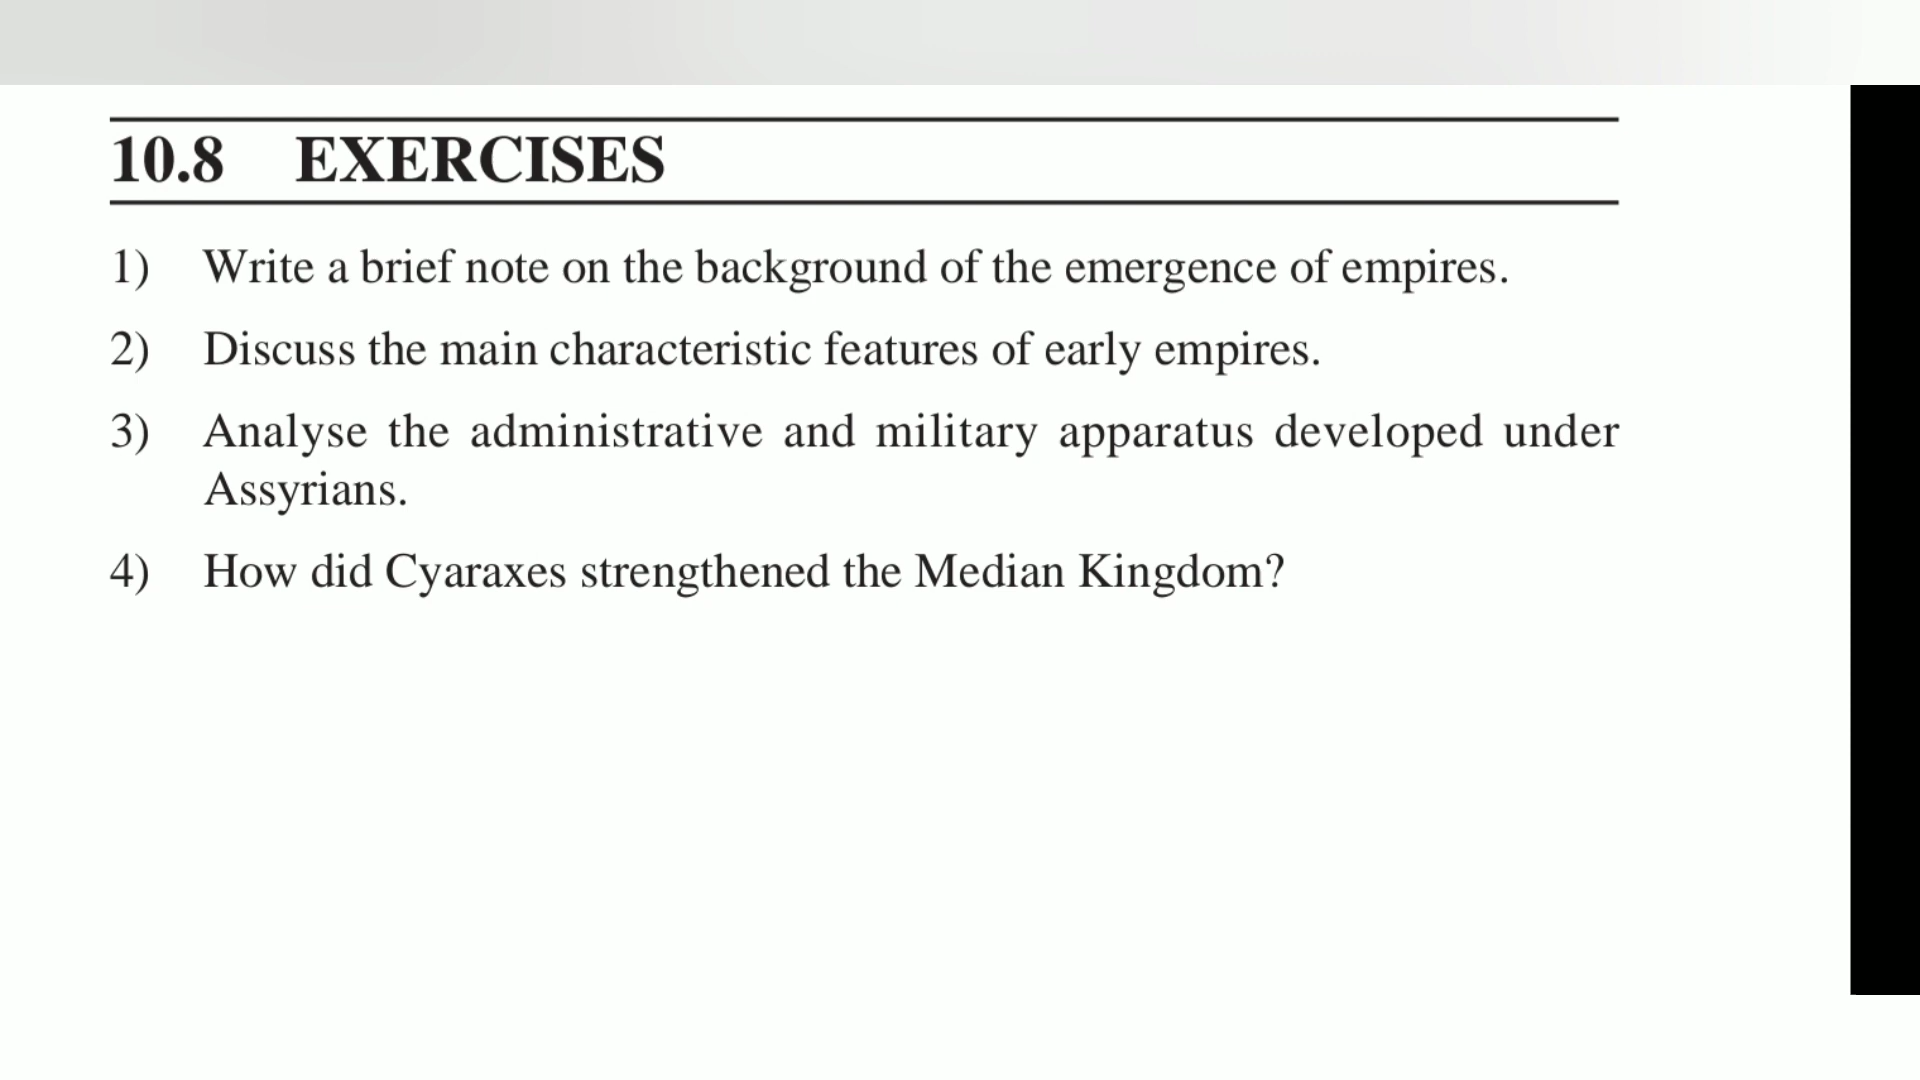 10.8 EXERCISES
1) Write a brief note on the background of the emergence of empires.
2) Discuss the main characteristic features of early empires.
3) Analyse the administrative and military apparatus developed under
Assyrians.
4) How did Cyaraxes strengthened the Median Kingdom?